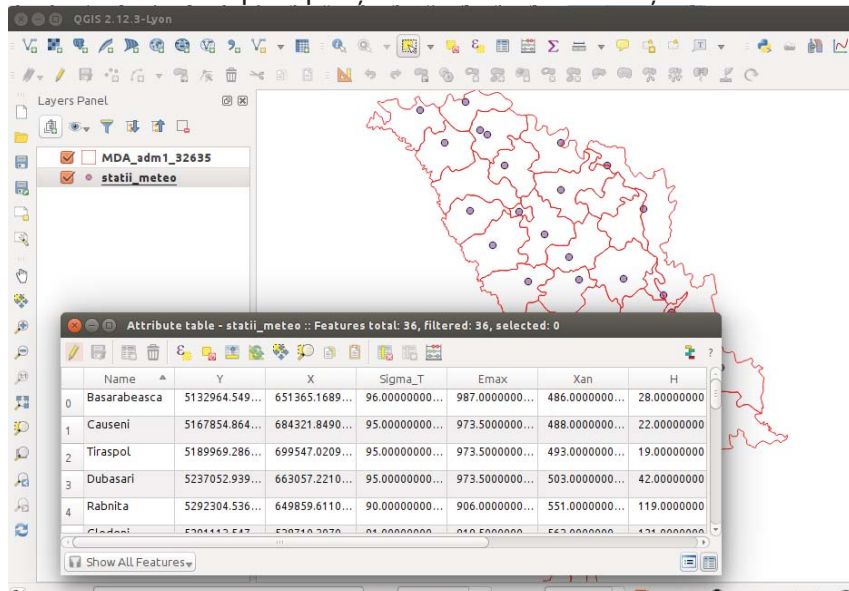 QGIS 2.12.3-Lyon
Layers Panel
MDA_adm1_32635
statii_meteo
Attribute table - statii_meteo :: Features total: 36, filtered: 36, selected: 0
Name Y X Sigma_T Emax Xan H
0 Basarabeasca 5132964.549... 651365.1689... 96.00000000... 987.0000000... 486.0000000... 28.00000000
1 Causeni 5167854.864... 684321.8490... 95.00000000... 973.5000000... 488.0000000... 22.00000000
2 Tiraspol 5189969.286... 699547.0209... 95.00000000... 973.5000000... 493.0000000... 19.00000000
3 Dubasari 5237052.939... 663057.2210... 95.00000000... 973.5000000... 503.0000000... 42.00000000
4 Rabnita 5292304.536... 649859.6110... 90.00000000... 906.0000000... 551.0000000... 119.0000000
Show All Features